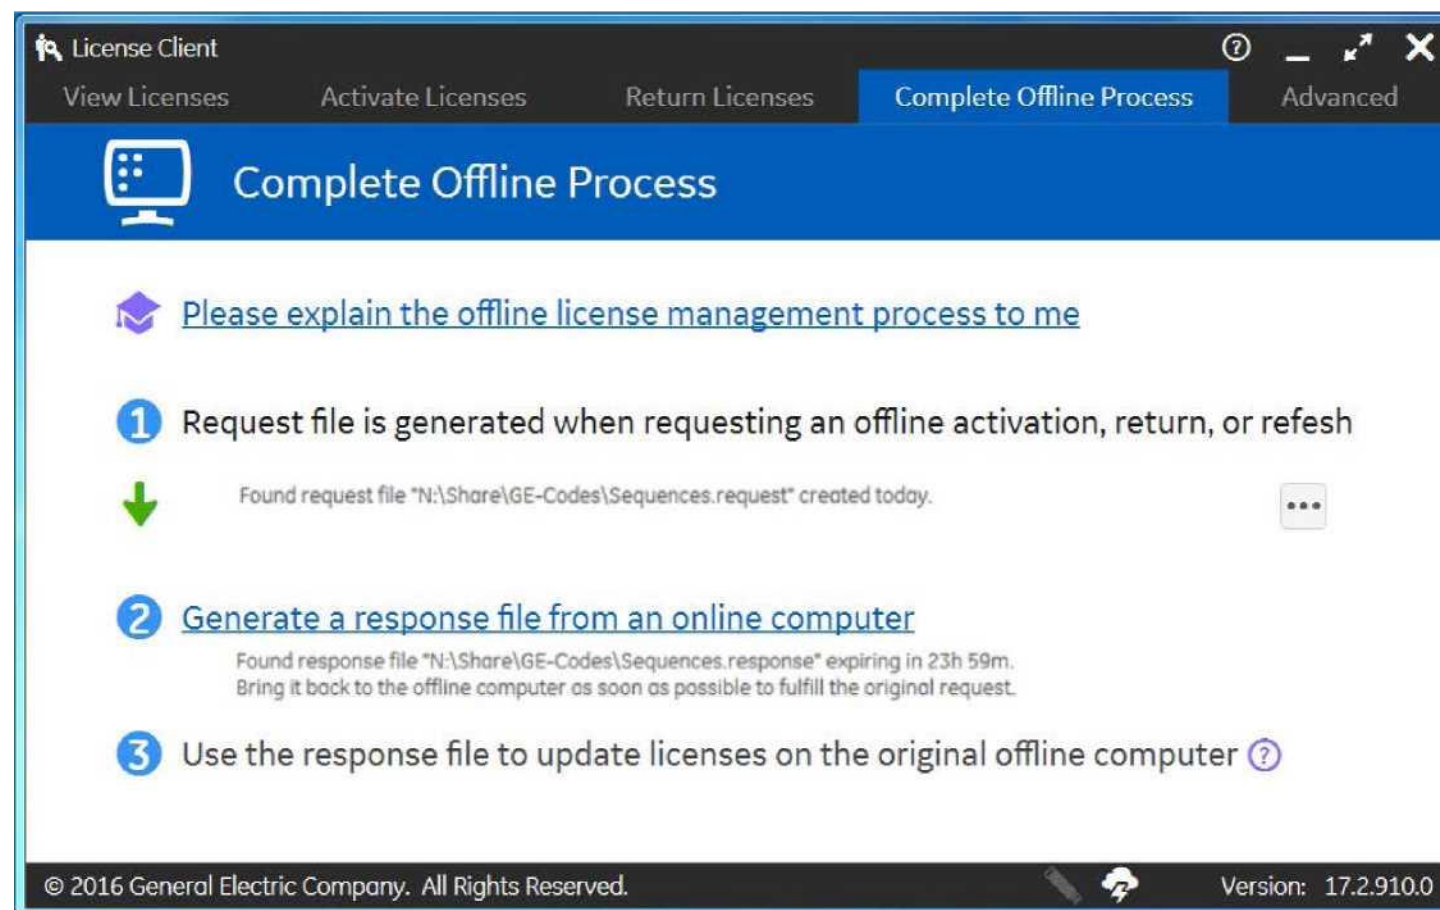 License Client
View Licenses Activate Licenses Return Licenses Complete Offline Process Advanced
Complete Offline Process
Please explain the offline license management process to me
1 Request file is generated when requesting an offline activation, return, or refesh
Found request file "N:\Share\GE-Codes\Sequences.request" created today.
2 Generate a response file from an online computer
Found response file "N:\Share\GE-Codes\Sequences.response" expiring in 23h 59m.
Bring it back to the offline computer as soon as possible to fulfill the original request.
3 Use the response file to update licenses on the original offline computer ?
© 2016 General Electric Company. All Rights Reserved. Version: 17.2.910.0